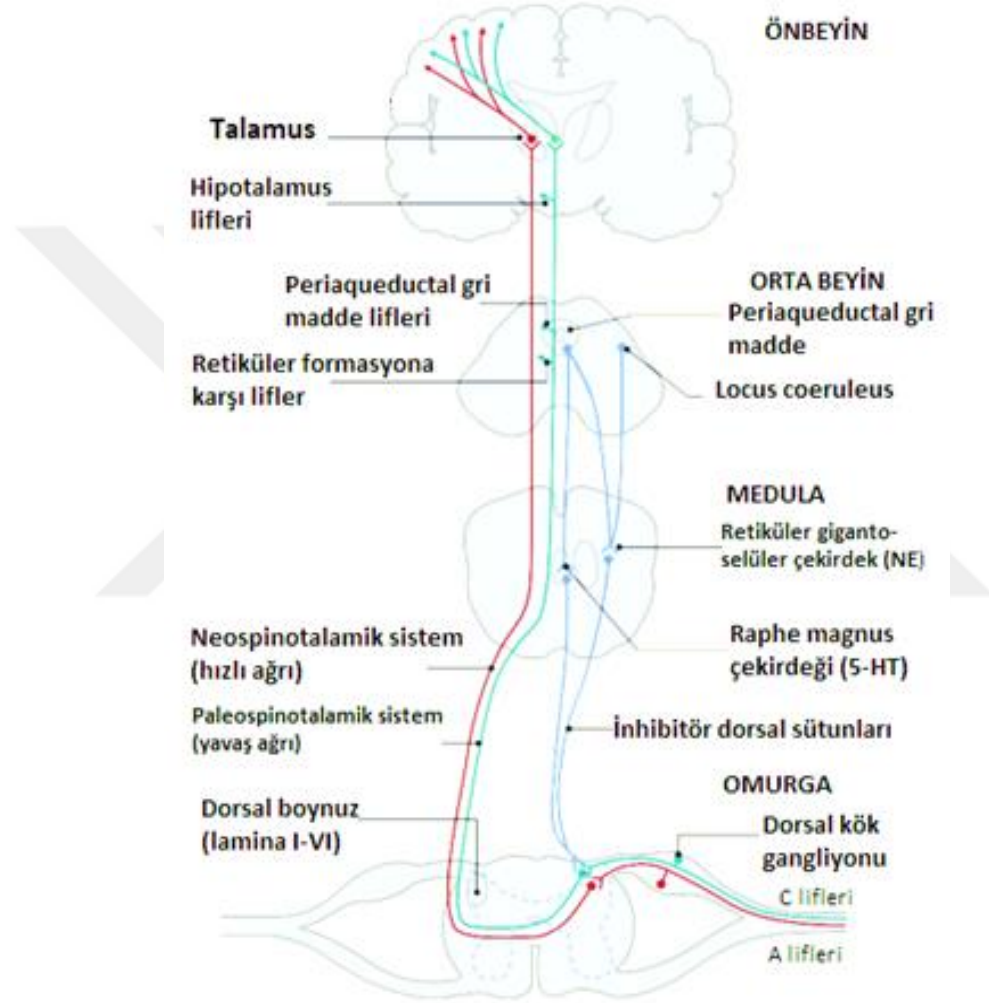 ÖNBEYİN
Talamus
Hipotalamus
lifleri
Periaqueductal gri
madde lifleri
ORTA BEYİN
Periaqueductal gri
madde
Retiküler formasyona
karşı lifler
Locus coeruleus
MEDULA
Retiküler giganto-
selüler çekirdek (NE)
Neospinotalamik sistem
(hızlı ağrı)
Raphe magnus
çekirdeği (5-HT)
Paleospinotalamik sistem
(yavaş ağrı)
İnhibitör dorsal sütunları
OMURGA
Dorsal boynuz
(lamina I-VI)
Dorsal kök
gangliyonu
C lifleri
A lifleri